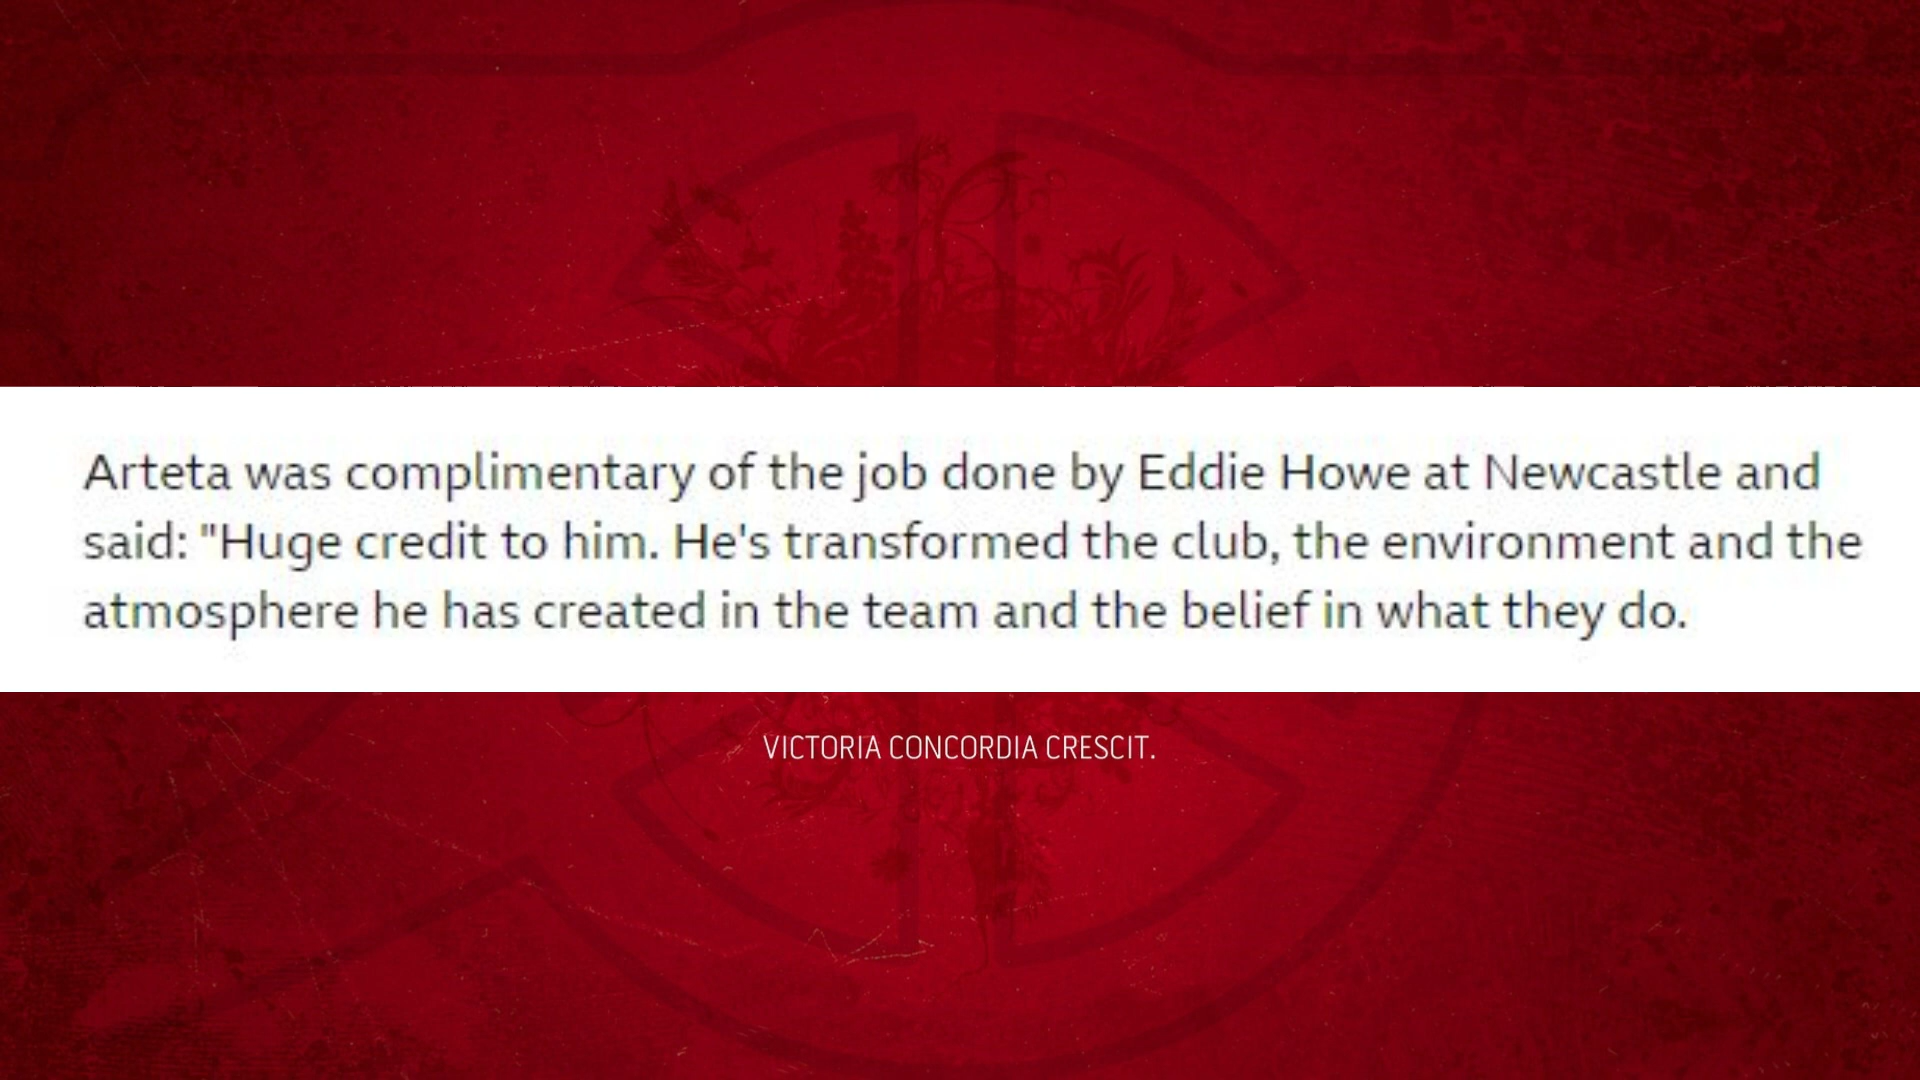 Arteta was complimentary of the job done by Eddie Howe at Newcastle and
said: "Huge credit to him. He's transformed the club, the environment and the
atmosphere he has created in the team and the belief in what they do.
VICTORIA CONCORDIA CRESCIT.